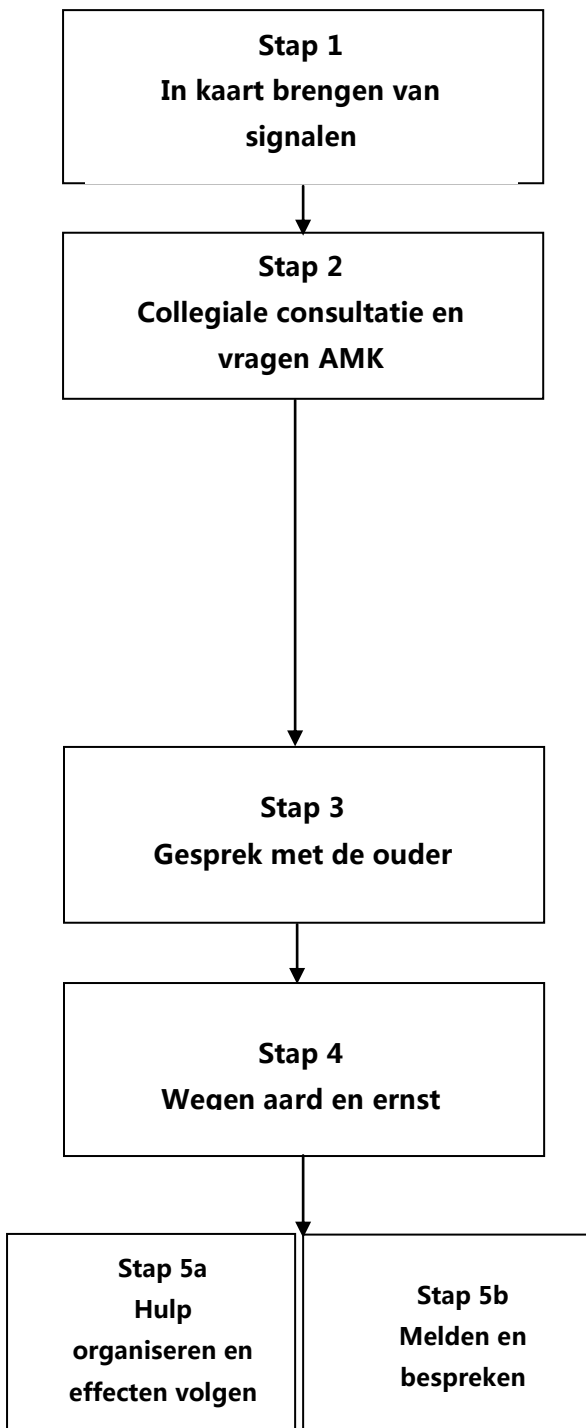 Stap 1
In kaart brengen van
signalen
Stap 2
Collegiale consultatie en
vragen AMK
Stap 3
Gesprek met de ouder
Stap 4
Wegen aard en ernst
Stap 5a
Hulp
organiseren en
effecten volgen
Stap 5b
Melden en
bespreken